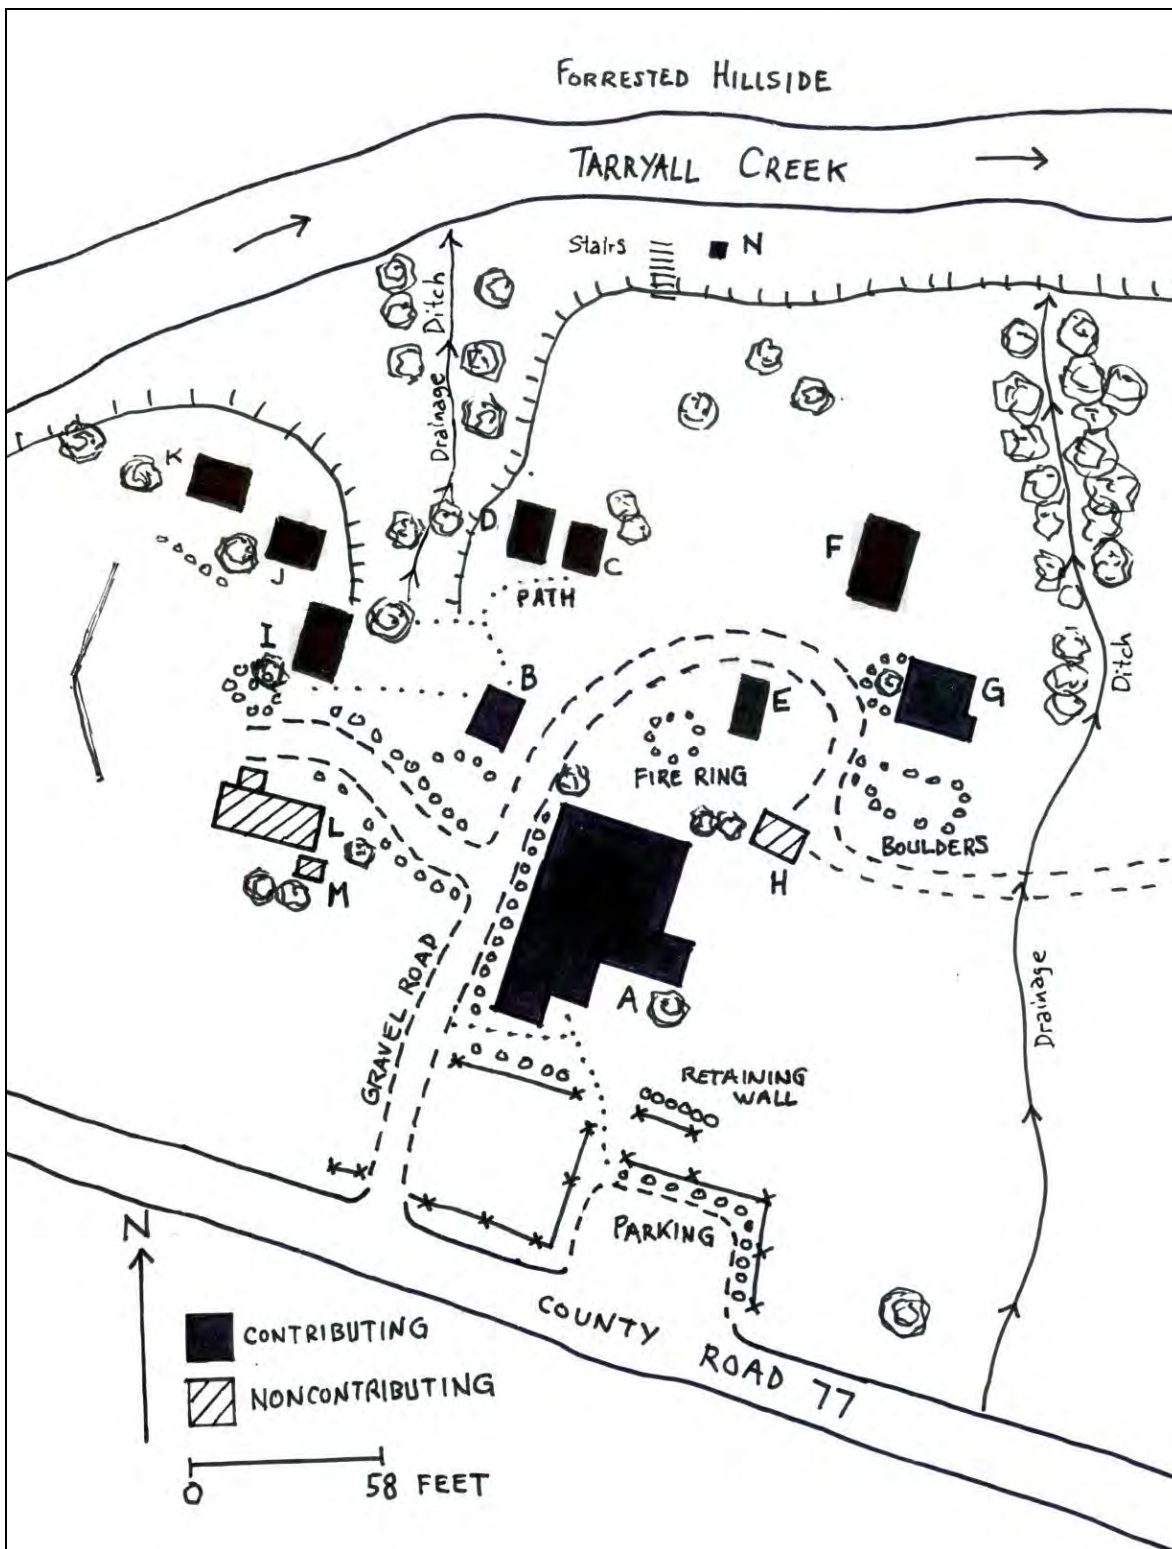 FORRESTED HILLSIDE
TARRYALL CREEK
Stairs
N
Drainage Ditch
K
D
J
C
F
PATH
I
B
E
G
Ditch
FIRE RING
L
BOULDERS
M
H
GRAVEL ROAD
A
Drainage
RETAINING
WALL
PARKING
N
COUNTY ROAD 77
CONTRIBUTING
NONCONTRIBUTING
0 58 FEET